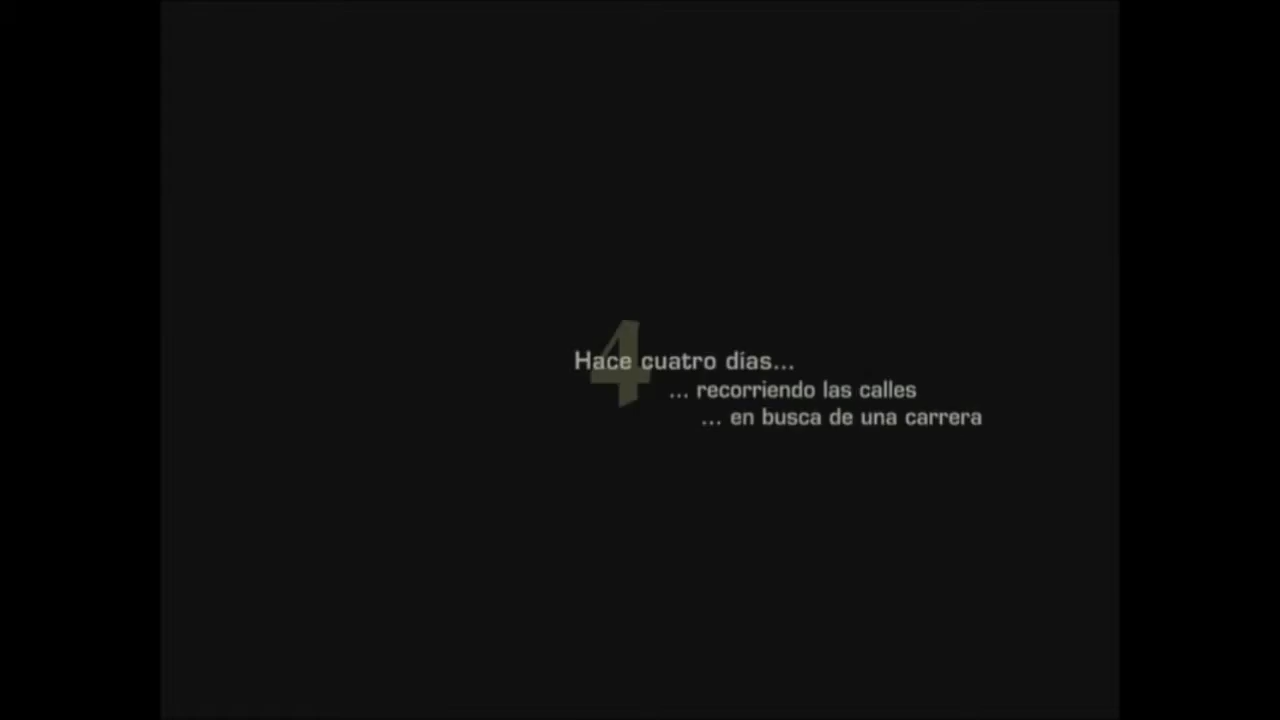 4
Hace cuatro días...
... recorriendo las calles
... en busca de una carrera